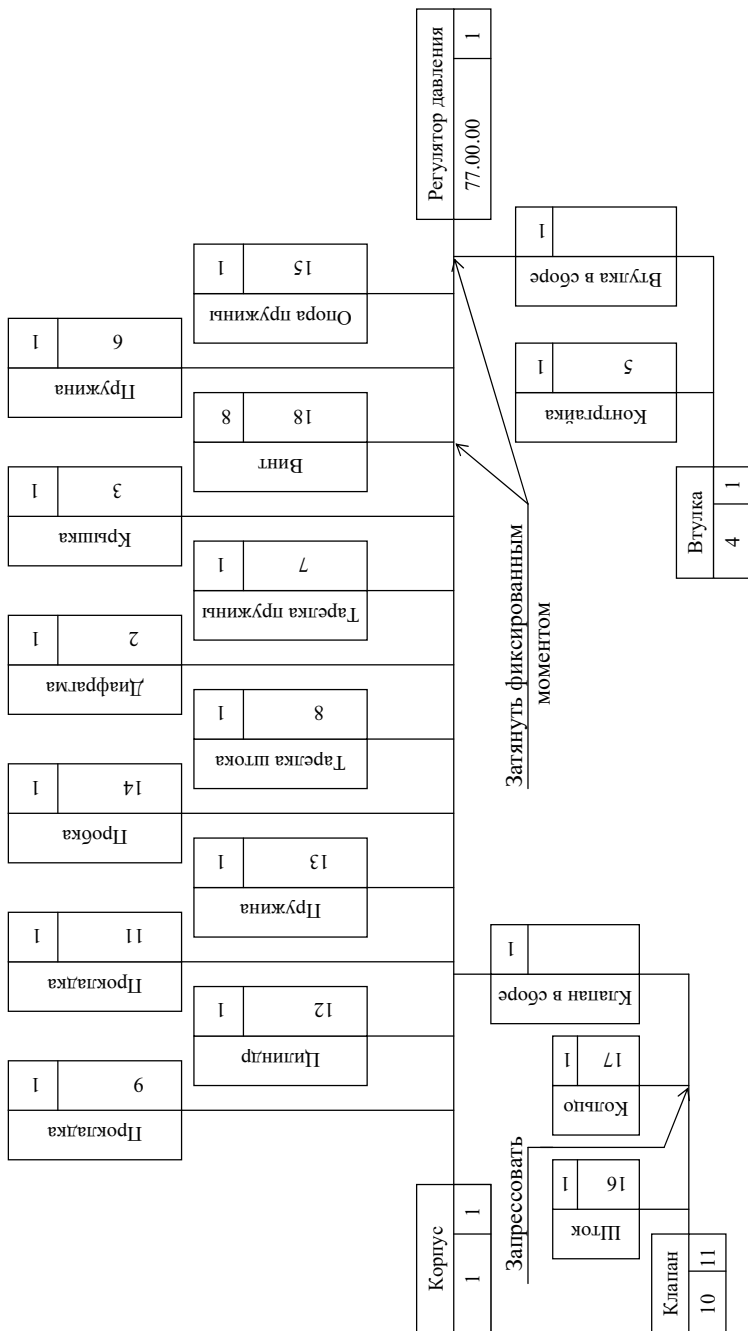 Прокладка
9 1
Прокладка
11 1
Пробка
14 1
Диафрагма
2 1
Крышка
3 1
Пружина
6 1
Цилиндр
12 1
Пружина
13 1
Тарелка штока
8 1
Тарелка пружины
7 1
Винт
18 8
Опора пружины
15 1
Корпус
1 1
Регулятор давления
77.00.00 1
Запрессовать
Затянуть фиксированным
моментом
Клапан в сборе
1
Втулка в сборе
1
Шток
16 1
Кольцо
17 1
Контргайка
5 1
Клапан
10 11
Втулка
4 1